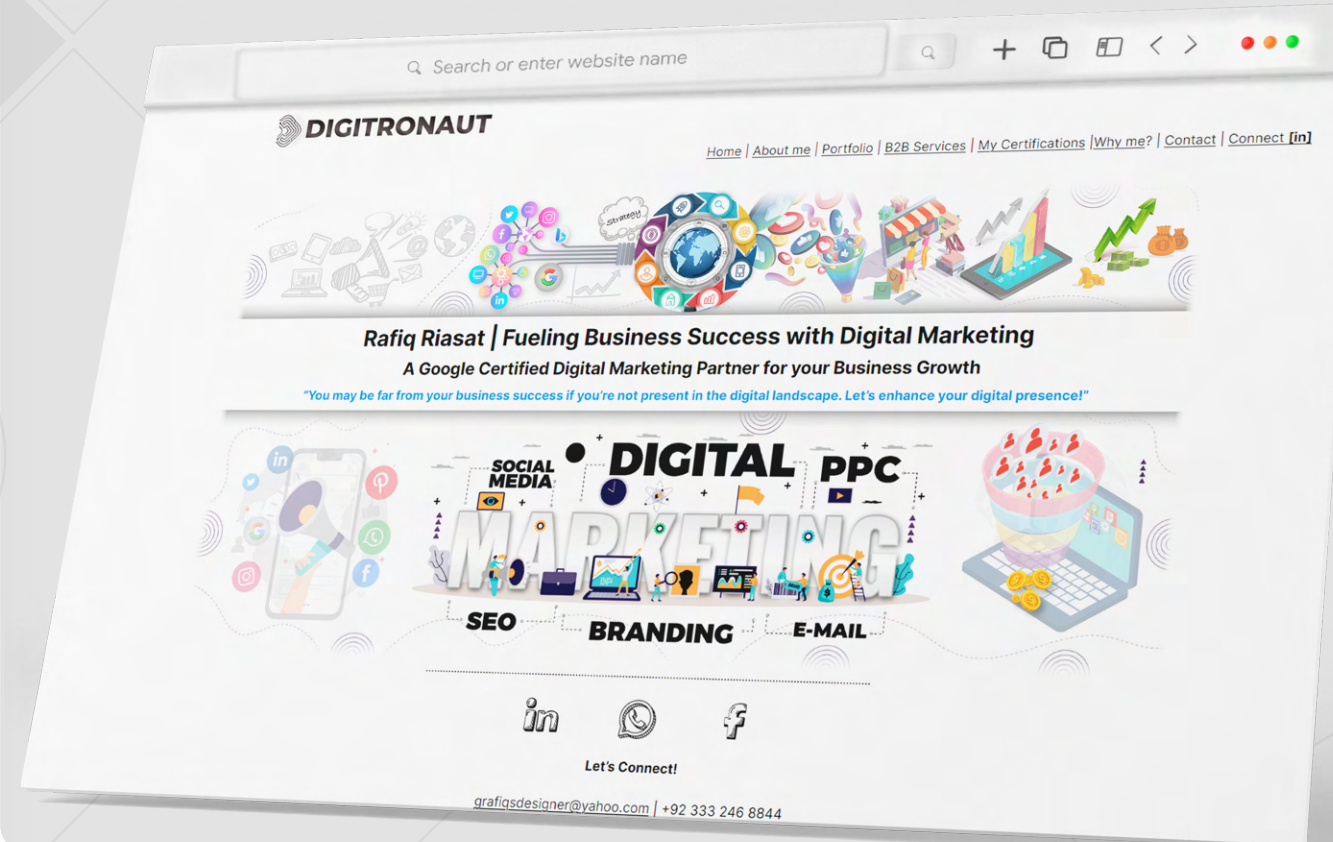 Search or enter website name
DIGITRONAUT
Home | About me | Portfolio | B2B Services | My Certifications |Why me? | Contact | Connect [in]
strategy
Rafiq Riasat | Fueling Business Success with Digital Marketing
A Google Certified Digital Marketing Partner for your Business Growth
“You may be far from your business success if you're not present in the digital landscape. Let's enhance your digital presence!”
SOCIAL
MEDIA
DIGITAL
PPC
MARKETING
SEO
BRANDING
E-MAIL
in
Let's Connect!
grafiqsdesigner@yahoo.com | +92 333 246 8844